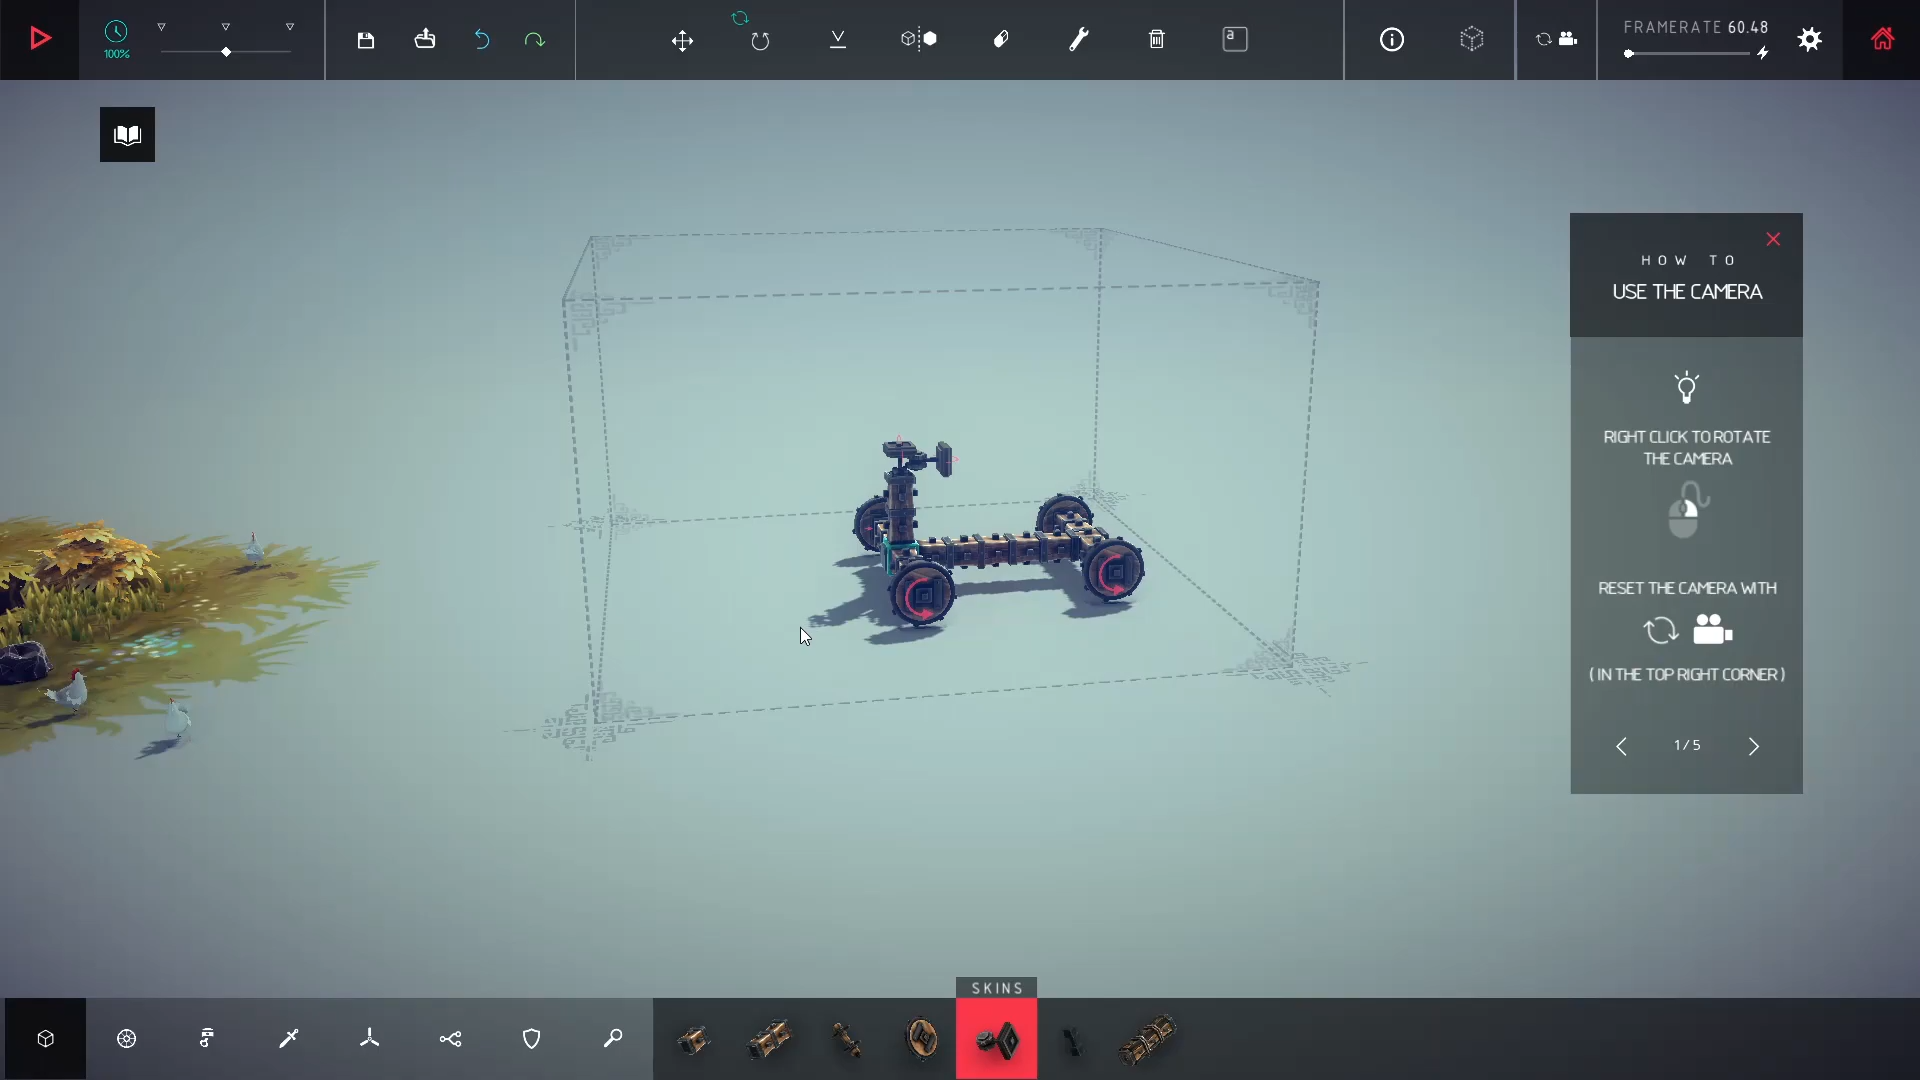 100%
a
FRAMERATE 60.48
HOW TO
USE THE CAMERA
RIGHT CLICK TO ROTATE
THE CAMERA
RESET THE CAMERA WITH
( IN THE TOP RIGHT CORNER )
1/5
SKINS